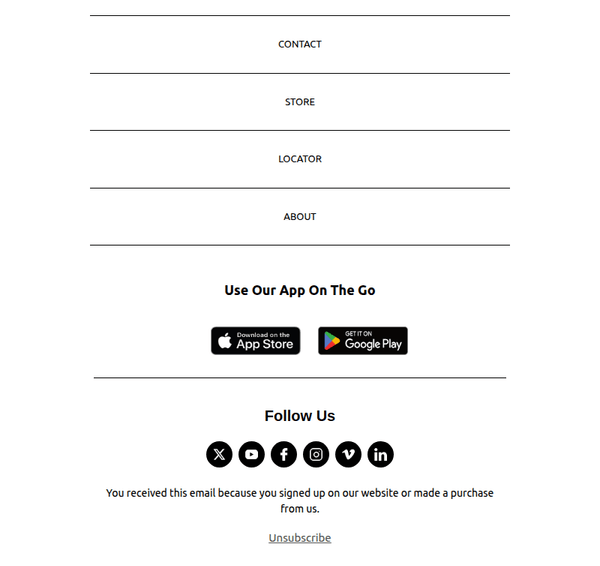 CONTACT
STORE
LOCATOR
ABOUT
Use Our App On The Go
Download on the
App Store
GET IT ON
Google Play
Follow Us
You received this email because you signed up on our website or made a purchase
from us.
Unsubscribe